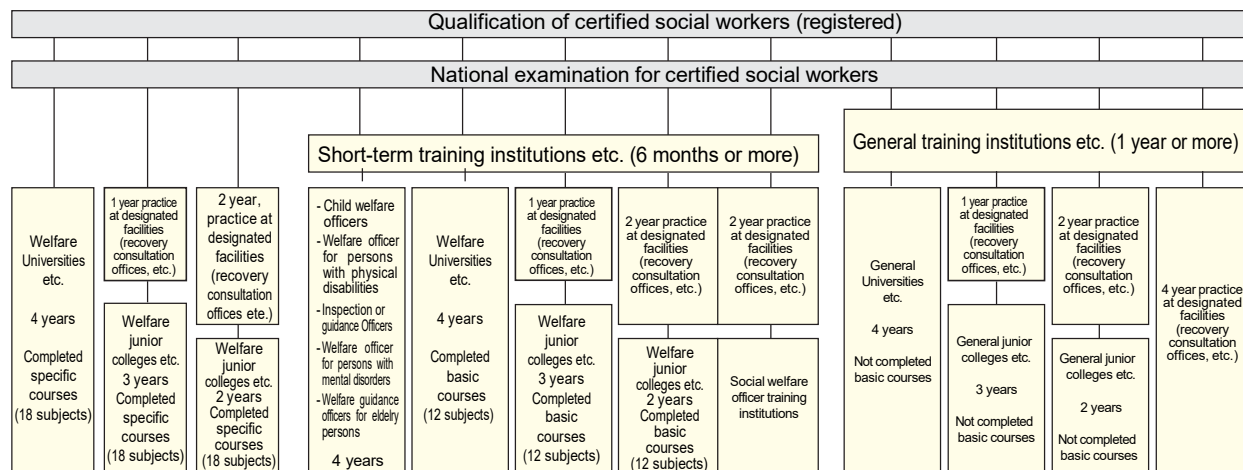 Qualification of certified social workers (registered)
National examination for certified social workers
Short-term training institutions etc. (6 months or more)
General training institutions etc. (1 year or more)
Welfare
Universities
etc.
4 years
Completed
specific
courses
(18 subjects)
1 year practice
at designated
facilities
(recovery
consultation
offices, etc.)
Welfare
junior
colleges etc.
3 years
Completed
specific
courses
(18 subjects)
2 year,
practice at
designated
facilities
(recovery
consultation
offices ete.)
Welfare
junior
colleges etc.
2 years
Completed
specific
courses
(18 subjects)
- Child welfare
officers
- Welfare officer
for persons
with physical
disabilities
- Inspection or
guidance Officers
- Welfare officer
for persons with
mental disorders
- Welfare guidance
officers for eldelry
persons
4 years
Welfare
Universities etc.
4 years
Completed
basic
courses
(12 subjects)
1 year practice
at designated
facilities
(recovery
consultation
offices, etc.)
Welfare
junior
colleges etc.
3 years
Completed
basic
courses
(12 subjects)
2 year practice
at designated
facilities
(recovery
consultation
offices, etc.)
Welfare
junior
colleges etc.
2 years
Completed
basic
courses
(12 subjects)
2 year practice
at designated
facilities
(recovery
consultation
offices, etc.)
Social welfare
officer training
institutions
General
Universities
etc.
4 years
Not completed
basic courses
1 year practice
at designated
facilities
(recovery
consultation
offices, etc.)
General junior
colleges etc.
3 years
Not completed
basic courses
2 year practice
at designated
facilities
(recovery
consultation
offices, etc.)
General junior
colleges etc.
2 years
Not completed
basic courses
4 year practice
at designated
facilities
(recovery
consultation
offices, etc.)